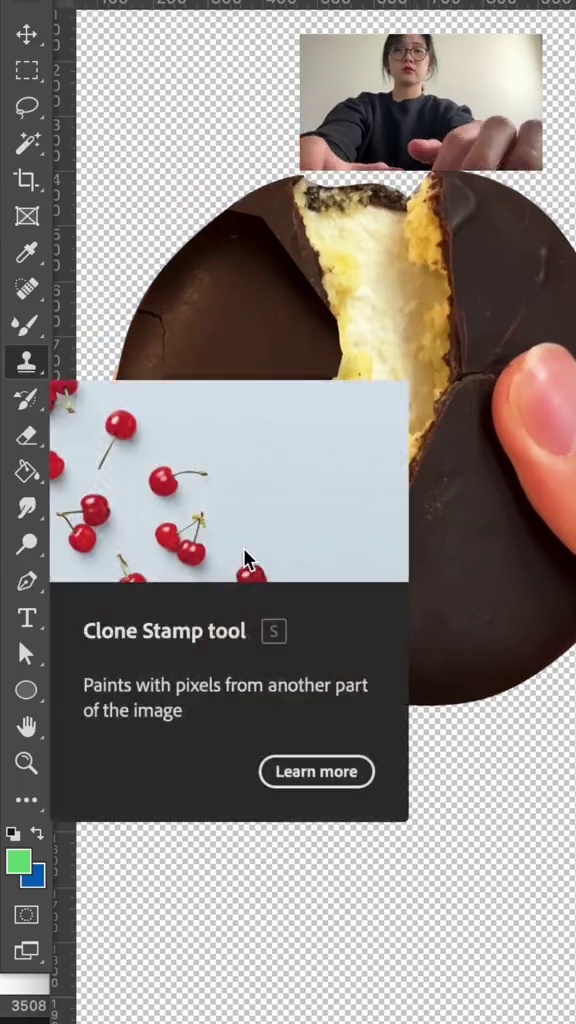 Clone Stamp tool S
Paints with pixels from another part
of the image
Learn more
3508